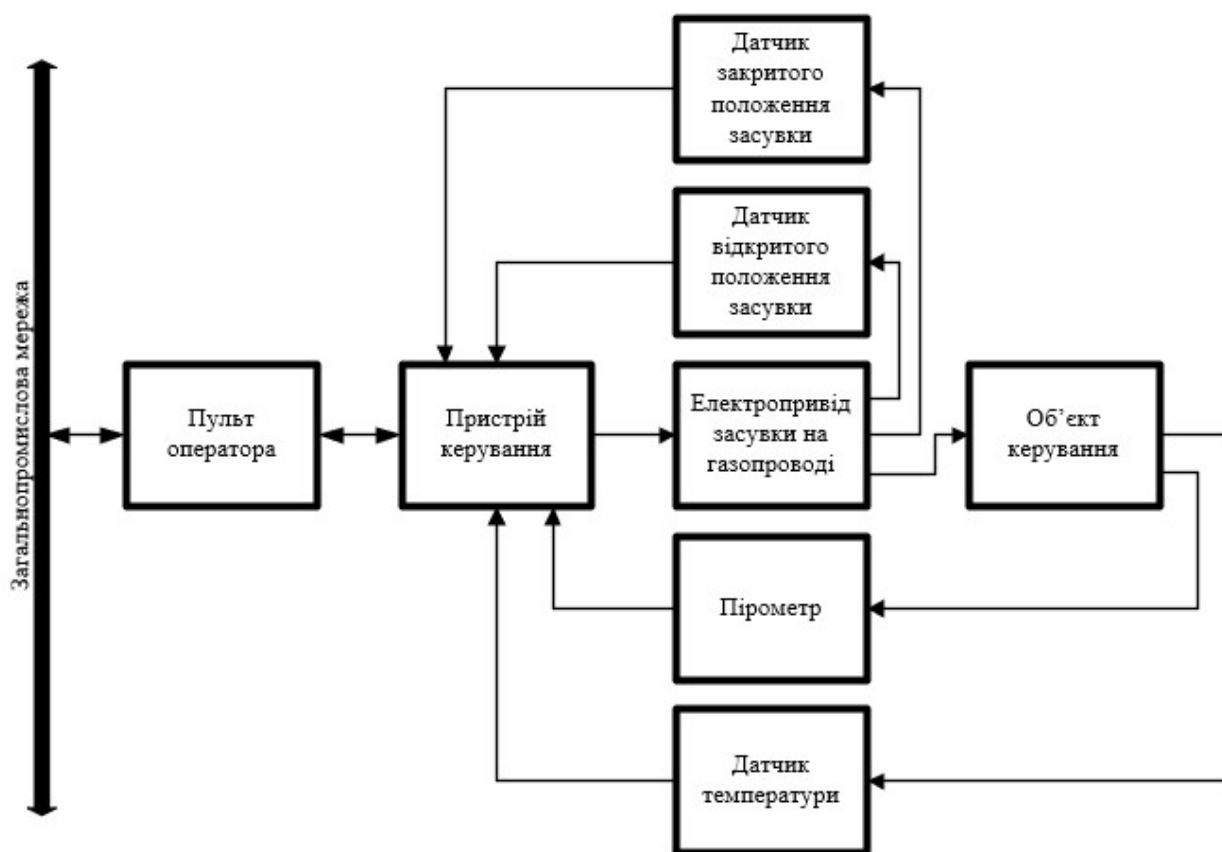 Датчик
закритого
положення
засувки
Датчик
відкритого
положення
засувки
Загальнопромислова мережа
Пульт
оператора
Пристрій
керування
Електропривід
засувки на
газопроводі
Об’єкт
керування
Пірометр
Датчик
температури